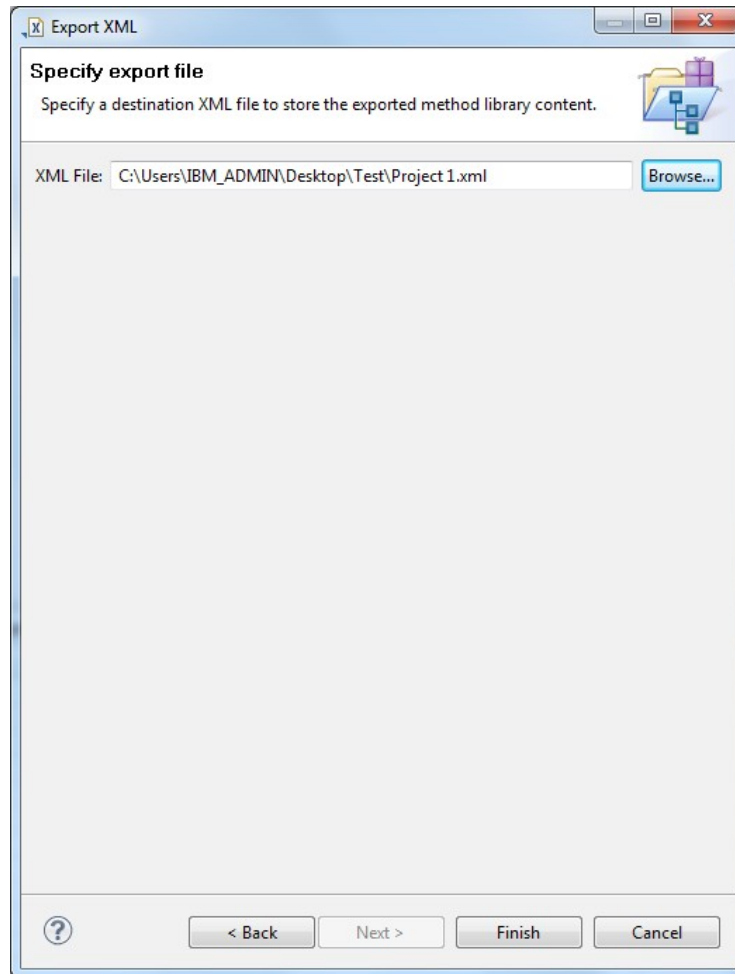 Export XML
Specify export file
Specify a destination XML file to store the exported method library content.
XML File: C:\Users\IBM_ADMIN\Desktop\Test\Project 1.xml Browse...
? < Back Next > Finish Cancel